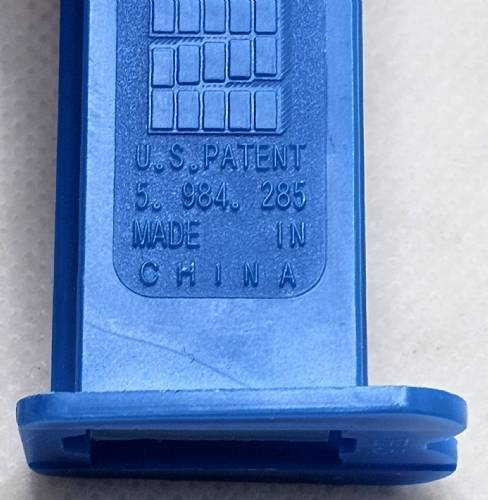 U.S.PATENT
5. 984. 285
MADE IN
CHINA